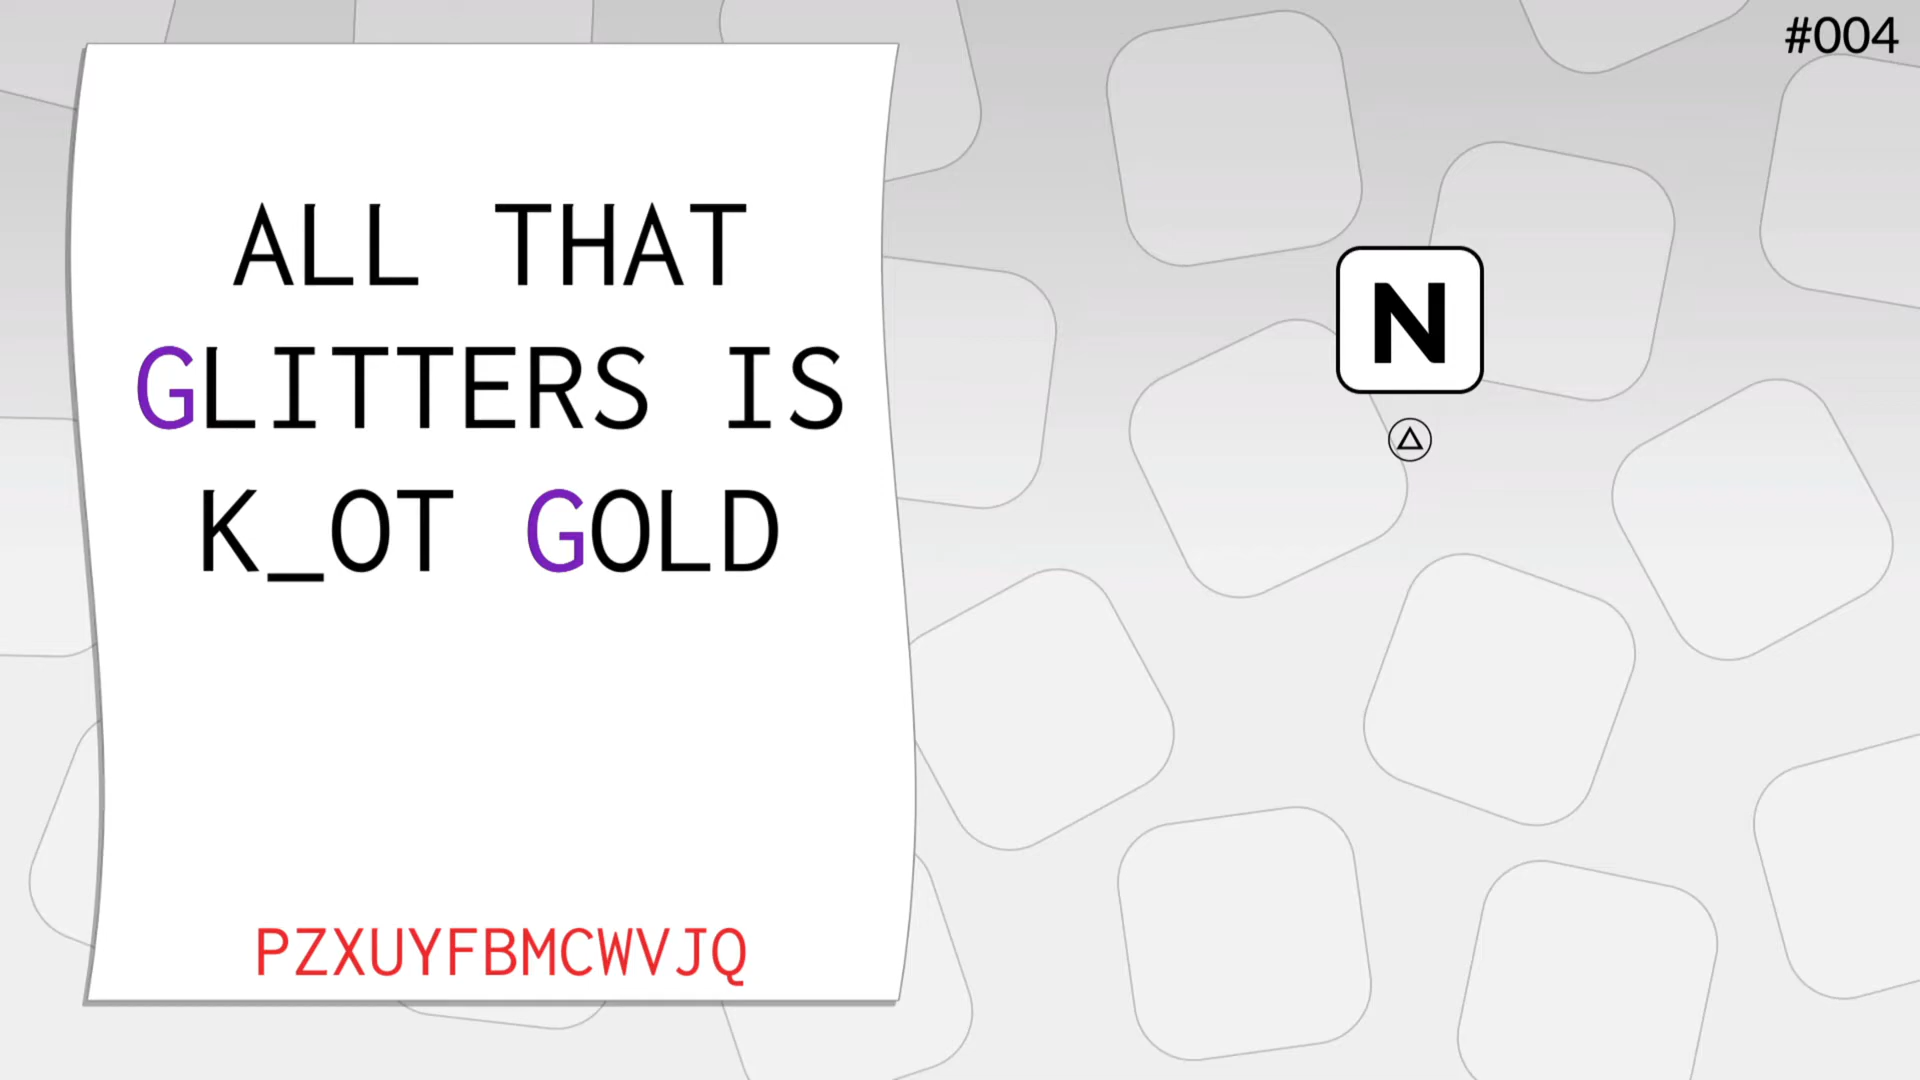 #004
ALL THAT
GLITTERS IS
K_OT GOLD
N
PZXUYFBMCWVJQ